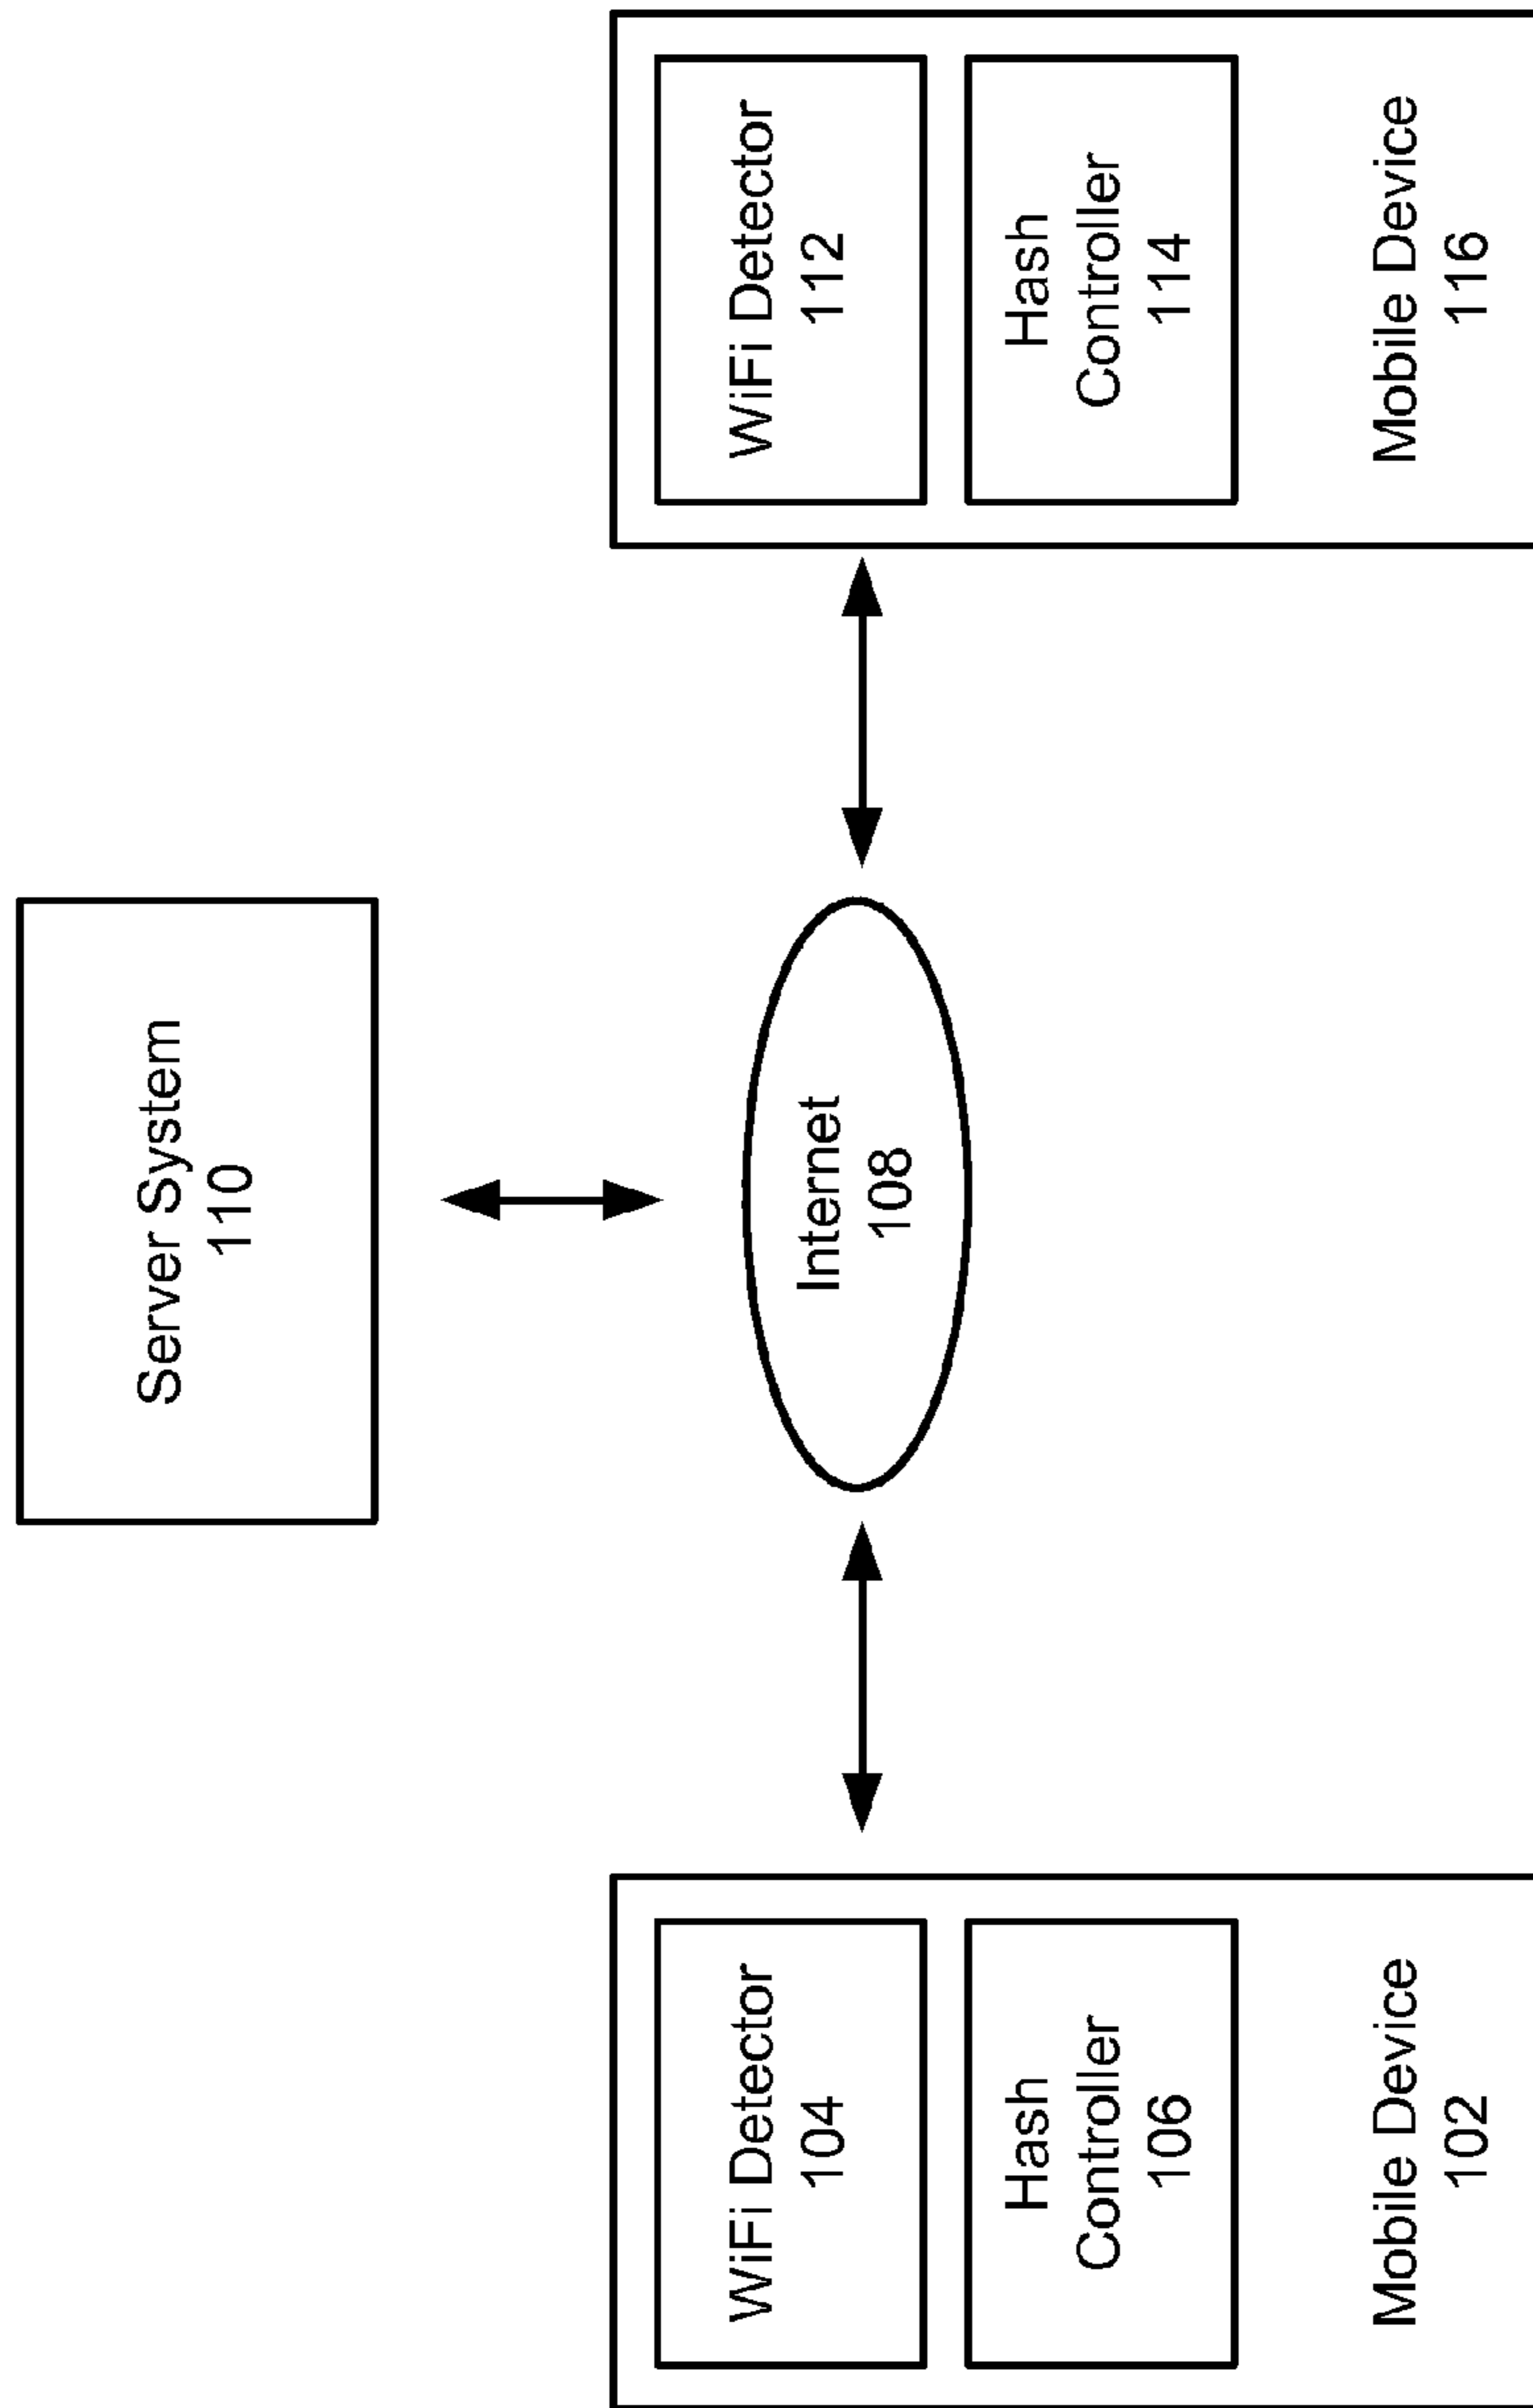 Server System
110
WiFi Detector
104
Hash
Controller
106
Mobile Device
102
Internet
108
WiFi Detector
112
Hash
Controller
114
Mobile Device
116